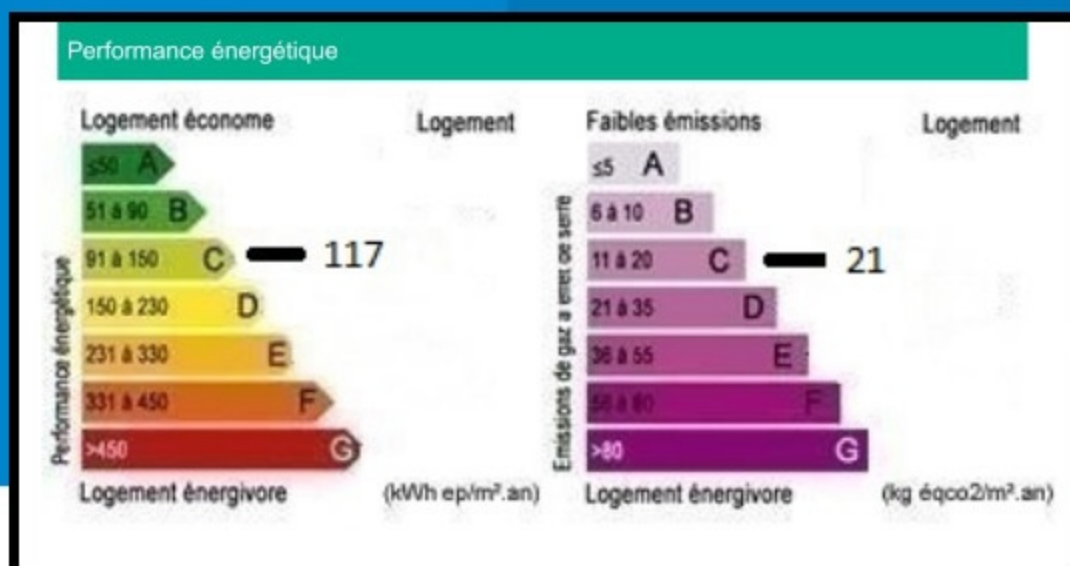 Performance énergétique
Logement économe
Logement
≤50 A
51 à 90 B
91 à 150 C
117
150 à 230 D
231 à 330 E
331 à 450 F
>450 G
Performance énergétique
Logement énergivore
(kWh ep/m².an)
Faibles émissions
Logement
≤5 A
6 à 10 B
11 à 20 C
21
21 à 35 D
36 à 55 E
56 à 80 F
>80 G
Emissions de gaz a effet de serre
Logement énergivore
(kg éqco2/m².an)